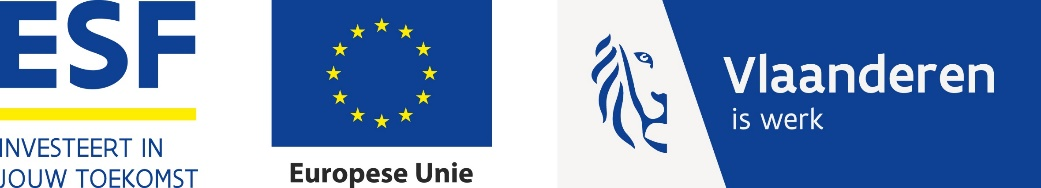 ESF
INVESTEERT IN
JOUW TOEKOMST
Europese Unie
Vlaanderen
is werk